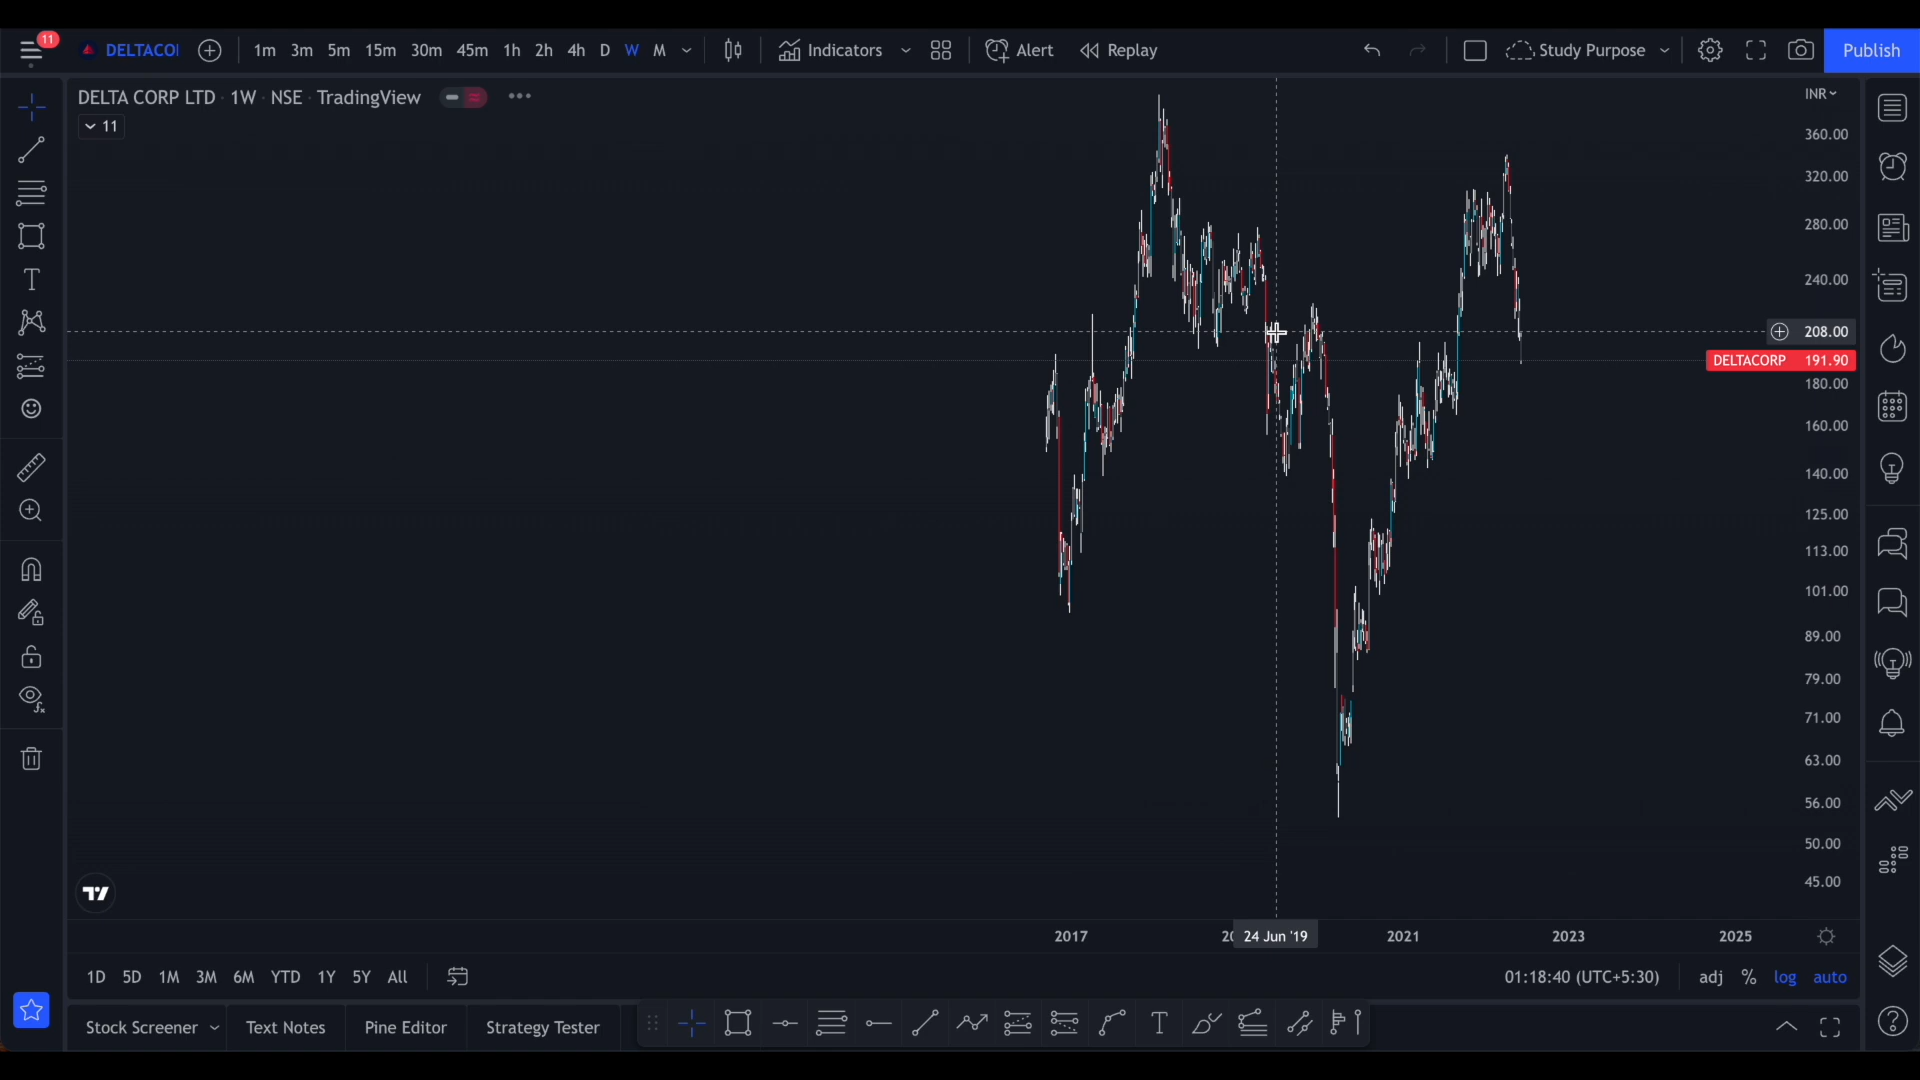 11
DELTACO
1m 3m 5m 15m 30m 45m 1h 2h 4h D W M
Indicators
Alert
Replay
Study Purpose
Publish
DELTA CORP LTD · 1W · NSE · TradingView
11
INR
360.00
320.00
280.00
240.00
208.00
DELTACORP 191.90
180.00
160.00
140.00
125.00
113.00
101.00
89.00
79.00
71.00
63.00
56.00
50.00
45.00
2017 24 Jun '19 2021 2023 2025
1D 5D 1M 3M 6M YTD 1Y 5Y All
01:18:40 (UTC+5:30) adj % log auto
Stock Screener Text Notes Pine Editor Strategy Tester